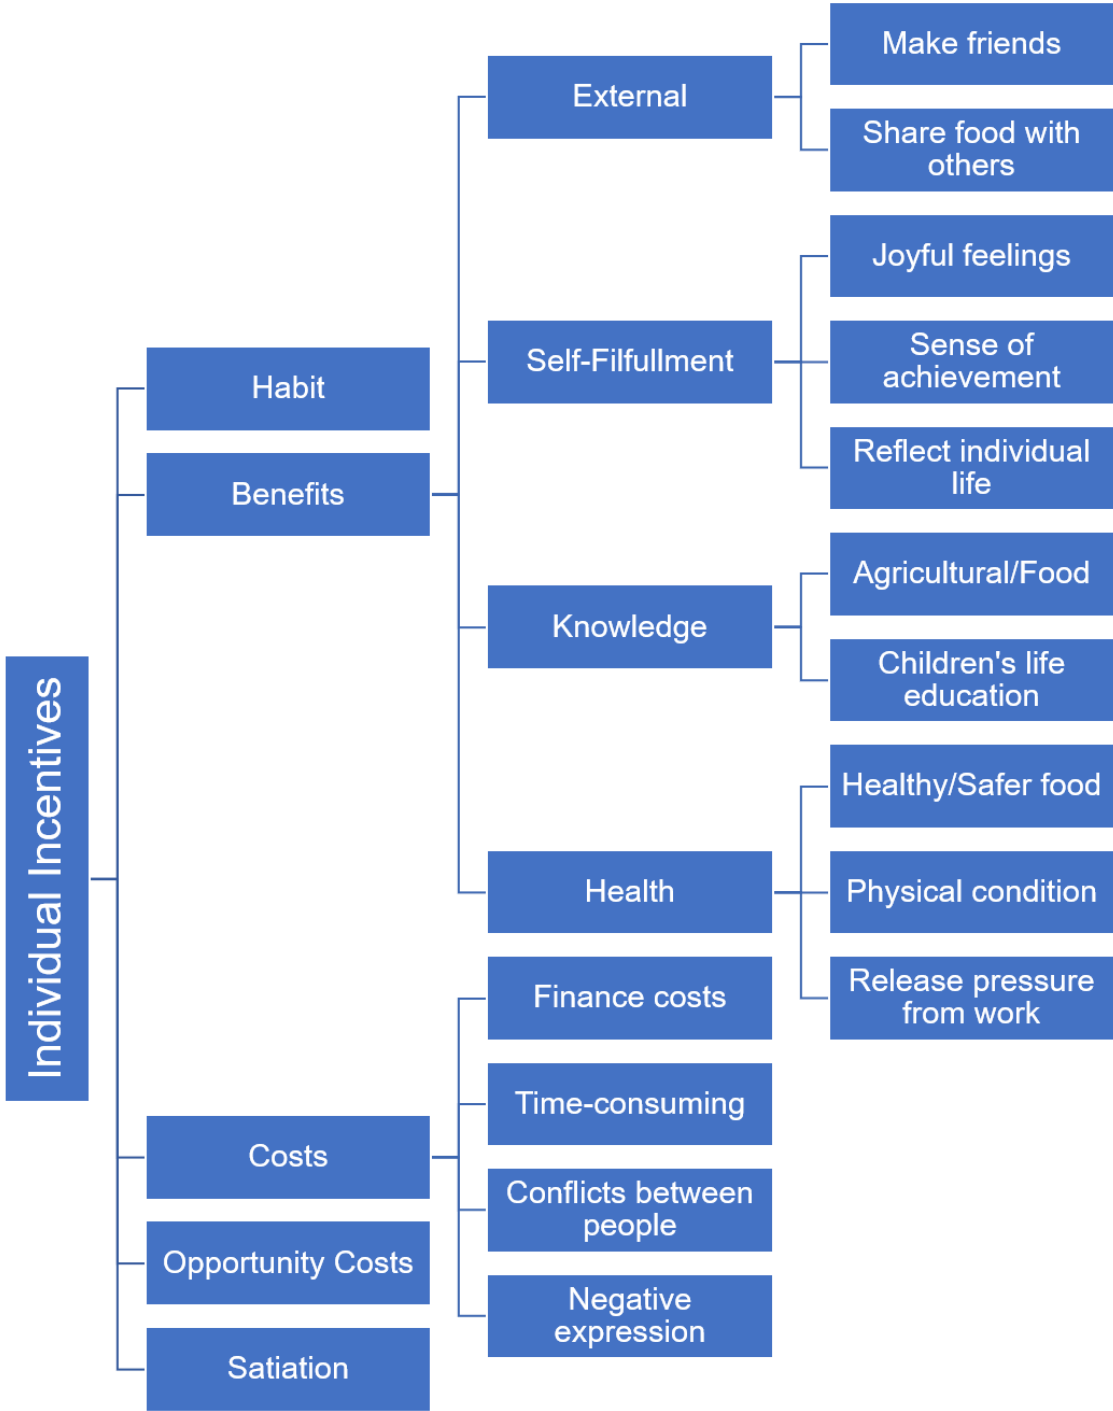 Individual Incentives
Habit
Benefits
External
Make friends
Share food with
others
Self-Filfullment
Joyful feelings
Sense of
achievement
Reflect individual
life
Knowledge
Agricultural/Food
Children's life
education
Health
Healthy/Safer food
Physical condition
Release pressure
from work
Costs
Finance costs
Time-consuming
Conflicts between
people
Negative
expression
Opportunity Costs
Satiation